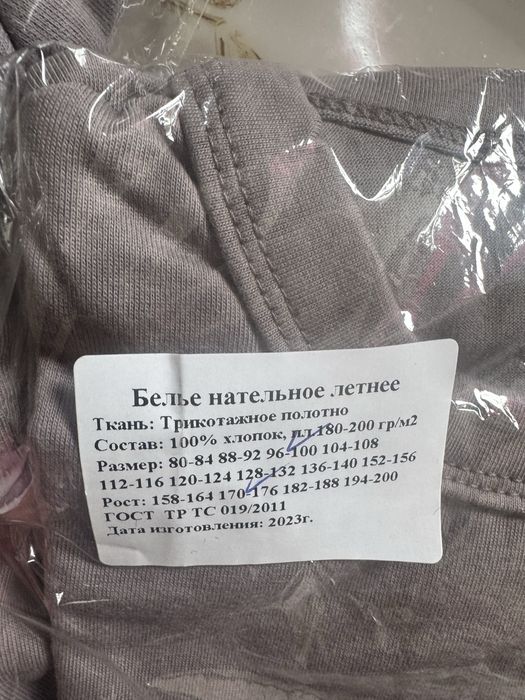 Белье нательное летнее
Ткань: Трикотажное полотно
Состав: 100% хлопок, пл.180-200 гр/м2
Размер: 80-84 88-92 96-100 104-108
112-116 120-124 128-132 136-140 152-156
Рост: 158-164 170-176 182-188 194-200
ГОСТ ТР ТС 019/2011
Дата изготовления: 2023г.